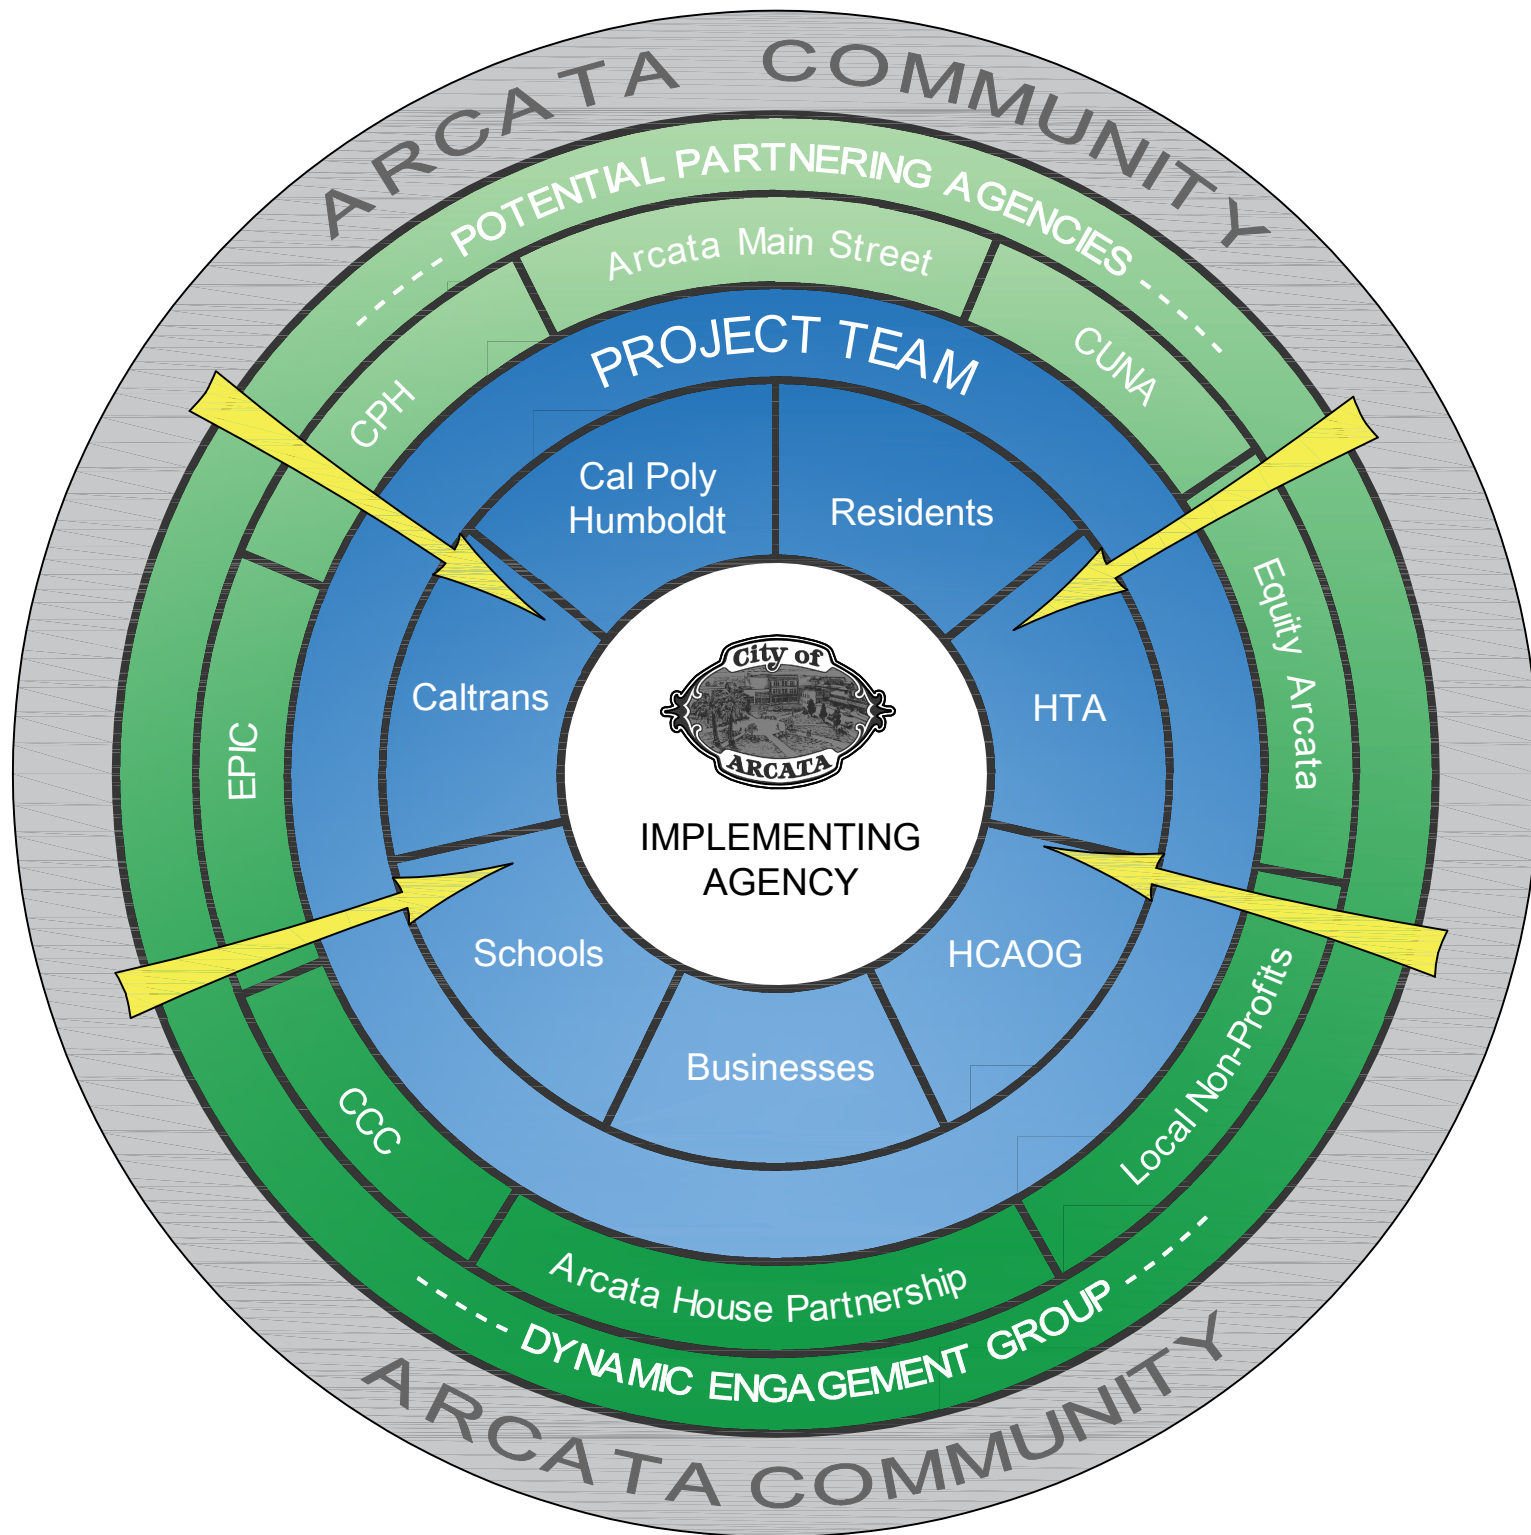 ARCATA COMMUNITY
----- POTENTIAL PARTNERING AGENCIES -----
Arcata Main Street
CPH
CUNA
PROJECT TEAM
Cal Poly
Humboldt
Residents
Equity Arcata
City of
ARCATA
Caltrans
HTA
EPIC
IMPLEMENTING
AGENCY
Schools
HCAOG
Local Non-Profits
Businesses
CCC
Arcata House Partnership
----- DYNAMIC ENGAGEMENT GROUP -----
ARCATA COMMUNITY